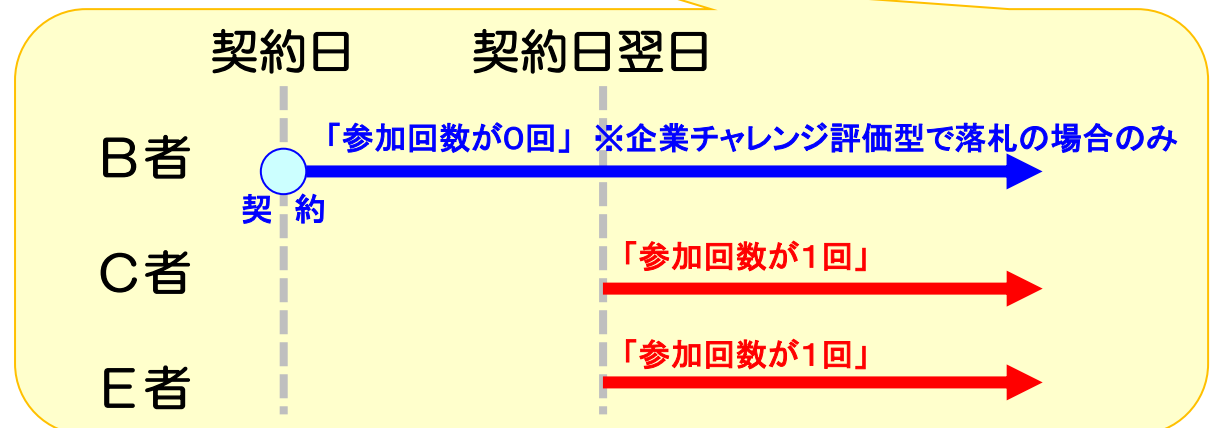 契約日 契約日翌日
B者 「参加回数が0回」 ※企業チャレンジ評価型で落札の場合のみ
契 約
C者 「参加回数が1回」
E者 「参加回数が1回」